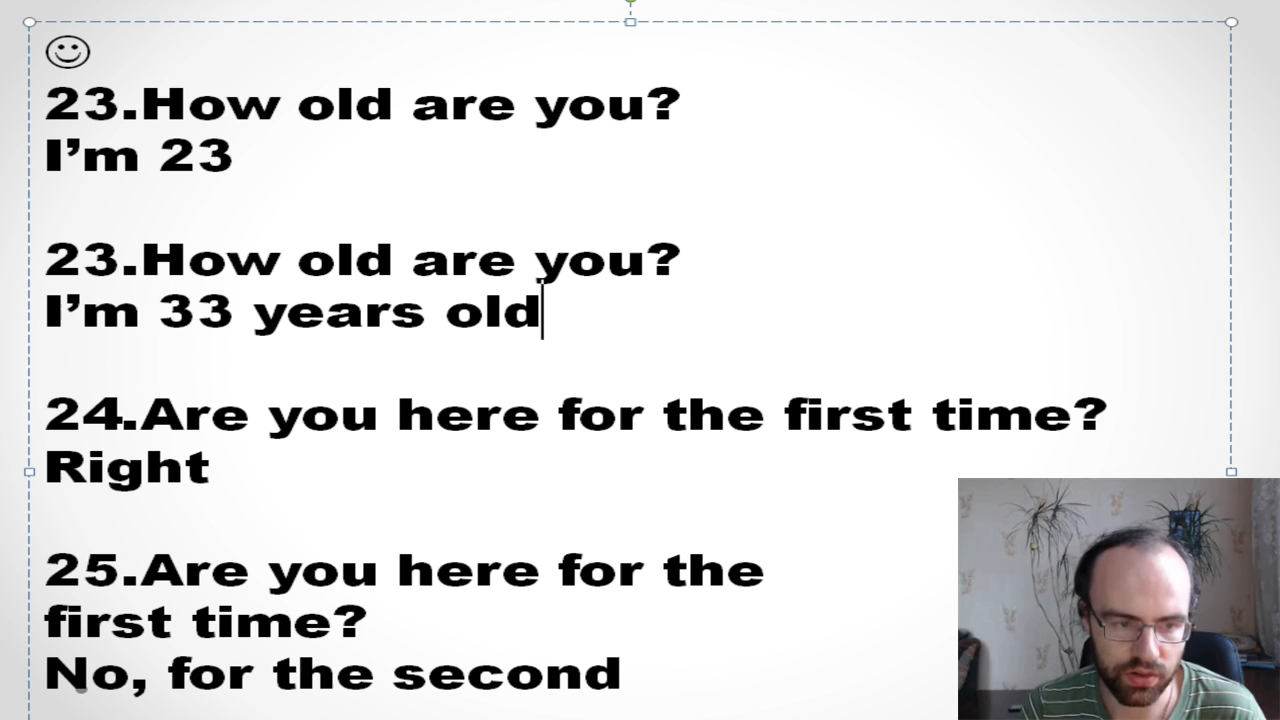 23.How old are you?
I’m 23
23.How old are you?
I’m 33 years old
24.Are you here for the first time?
Right
25.Are you here for the
first time?
No, for the second